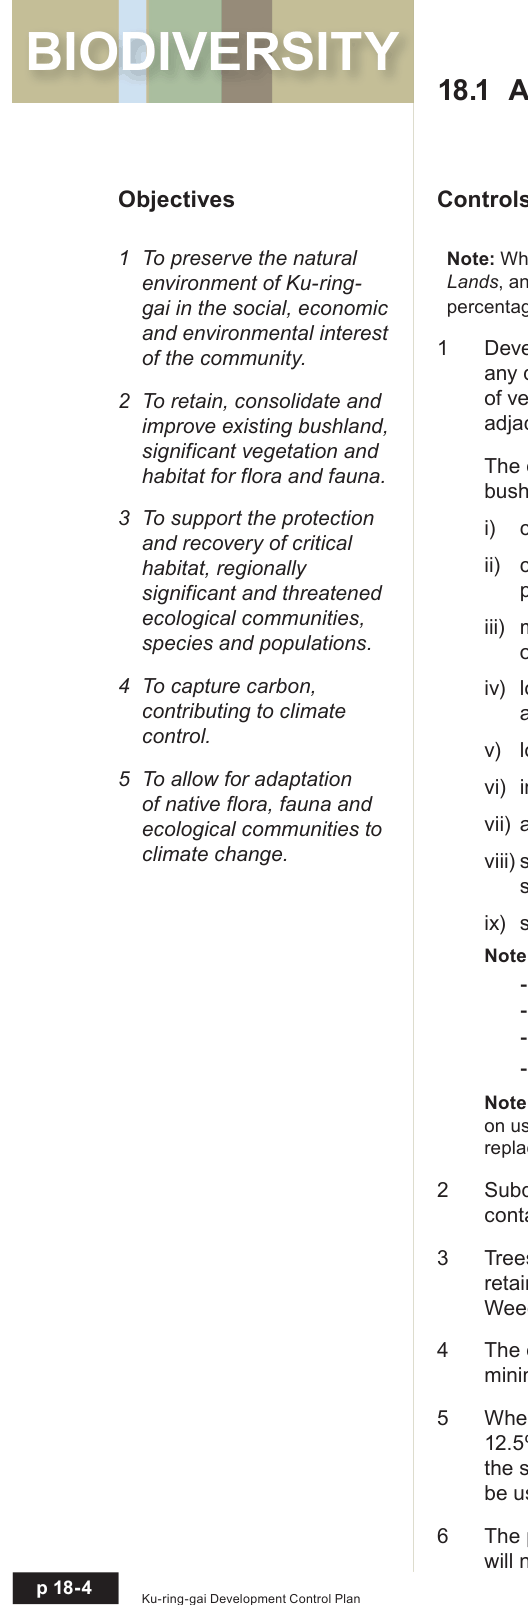 BIODIVERSITY
18.1 A
Objectives
1 To preserve the natural
environment of Ku-ring-
gai in the social, economic
and environmental interest
of the community.
2 To retain, consolidate and
improve existing bushland,
significant vegetation and
habitat for flora and fauna.
3 To support the protection
and recovery of critical
habitat, regionally
significant and threatened
ecological communities,
species and populations.
4 To capture carbon,
contributing to climate
control.
5 To allow for adaptation
of native flora, fauna and
ecological communities to
climate change.
Controls
Note: Wh
Lands, an
percentag
1 Deve
any
of ve
adjac
The
bush
i)
ii)
iii)
iv)
v)
vi)
vii) a
viii) s
s
ix) s
Note
-
-
-
-
Note
on us
repla
2 Subd
conta
3 Trees
retai
Wee
4 The
mini
5 Whe
12.5
the s
be us
6 The
will
p 18-4
Ku-ring-gai Development Control Plan